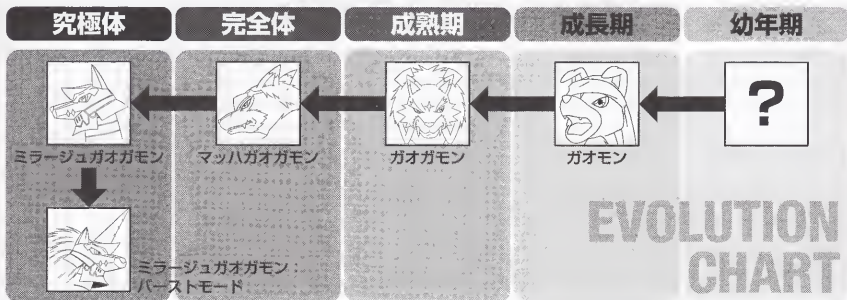 究極体
完全体
成熟期
成長期
幼年期
?
ミラージュガオガモン
マッハガオガモン
ガオガモン
ガオモン
ミラージュガオガモン:
バーストモード
EVOLUTION
CHART